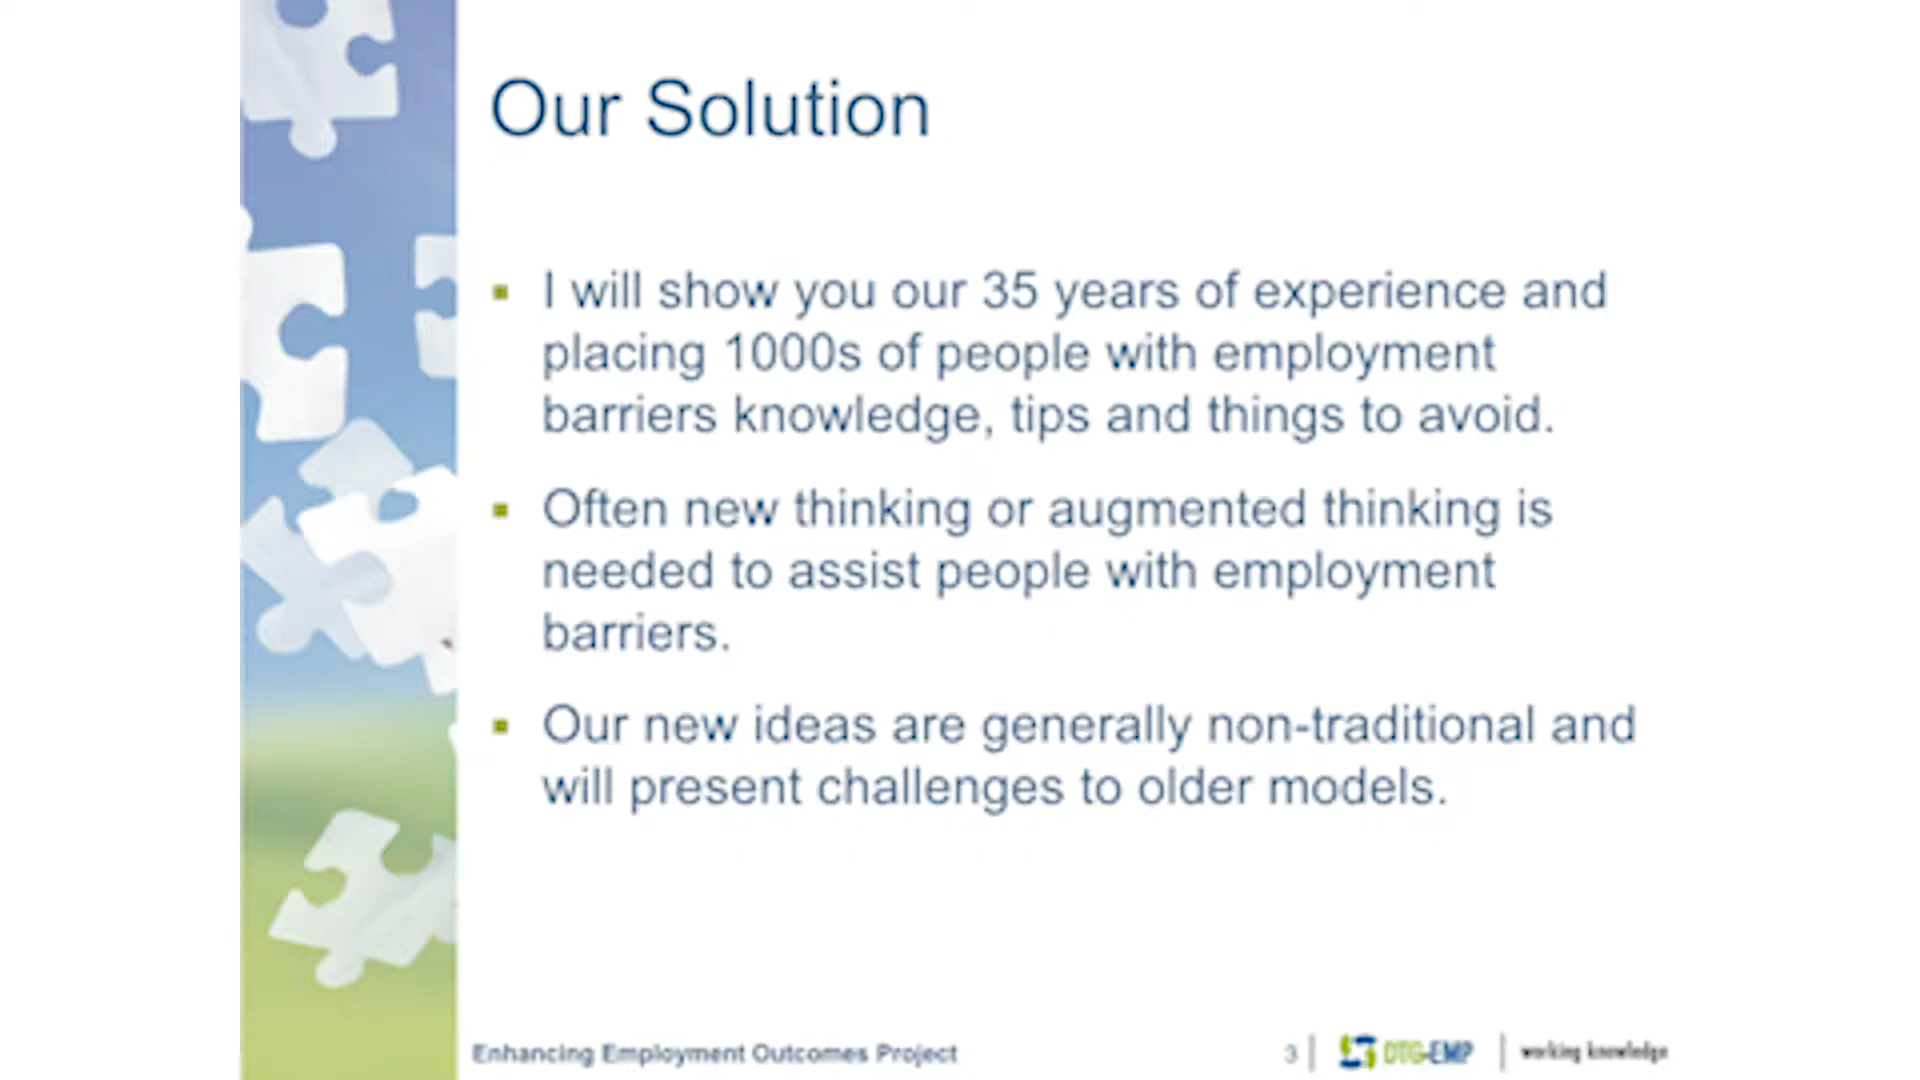 Our Solution
I will show you our 35 years of experience and
placing 1000s of people with employment
barriers knowledge, tips and things to avoid.
Often new thinking or augmented thinking is
needed to assist people with employment
barriers.
Our new ideas are generally non-traditional and
will present challenges to older models.
Enhancing Employment Outcomes Project
3
DTG-EMP
working knowledge